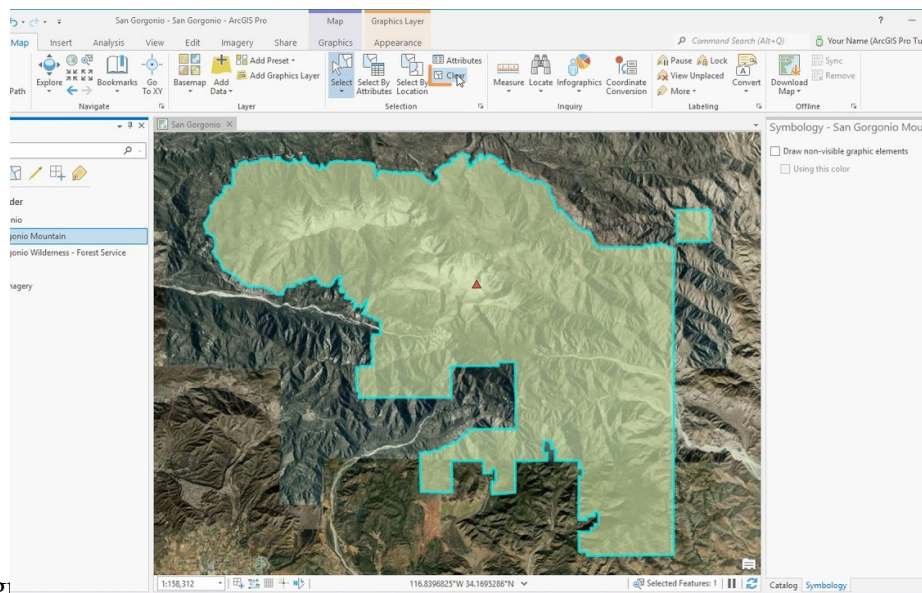 San Gorgonio - San Gorgonio - ArcGIS Pro
Map
Graphics Layer
?
Map Insert Analysis View Edit Imagery Share Graphics Appearance
Command Search (Alt+Q)
Your Name (ArcGIS Pro Tu
Path
Explore
Bookmarks
Go To XY
Navigate
Basemap
Add Data
Add Preset
Add Graphics Layer
Layer
Select
Select By Attributes
Select By Location
Attributes
Clear
Selection
Measure
Locate
Infographics
Coordinate Conversion
Inquiry
Pause
Lock
View Unplaced
More
Convert
Labeling
Download Map
Sync
Remove
Offline
San Gorgonio
der
nio
gonio Mountain
gonio Wilderness - Forest Service
nagery
Symbology - San Gorgonio Mou
Draw non-visible graphic elements
Using this color
1:158,312
116.8396825°W 34.1695286°N
Selected Features: 1
Catalog Symbology